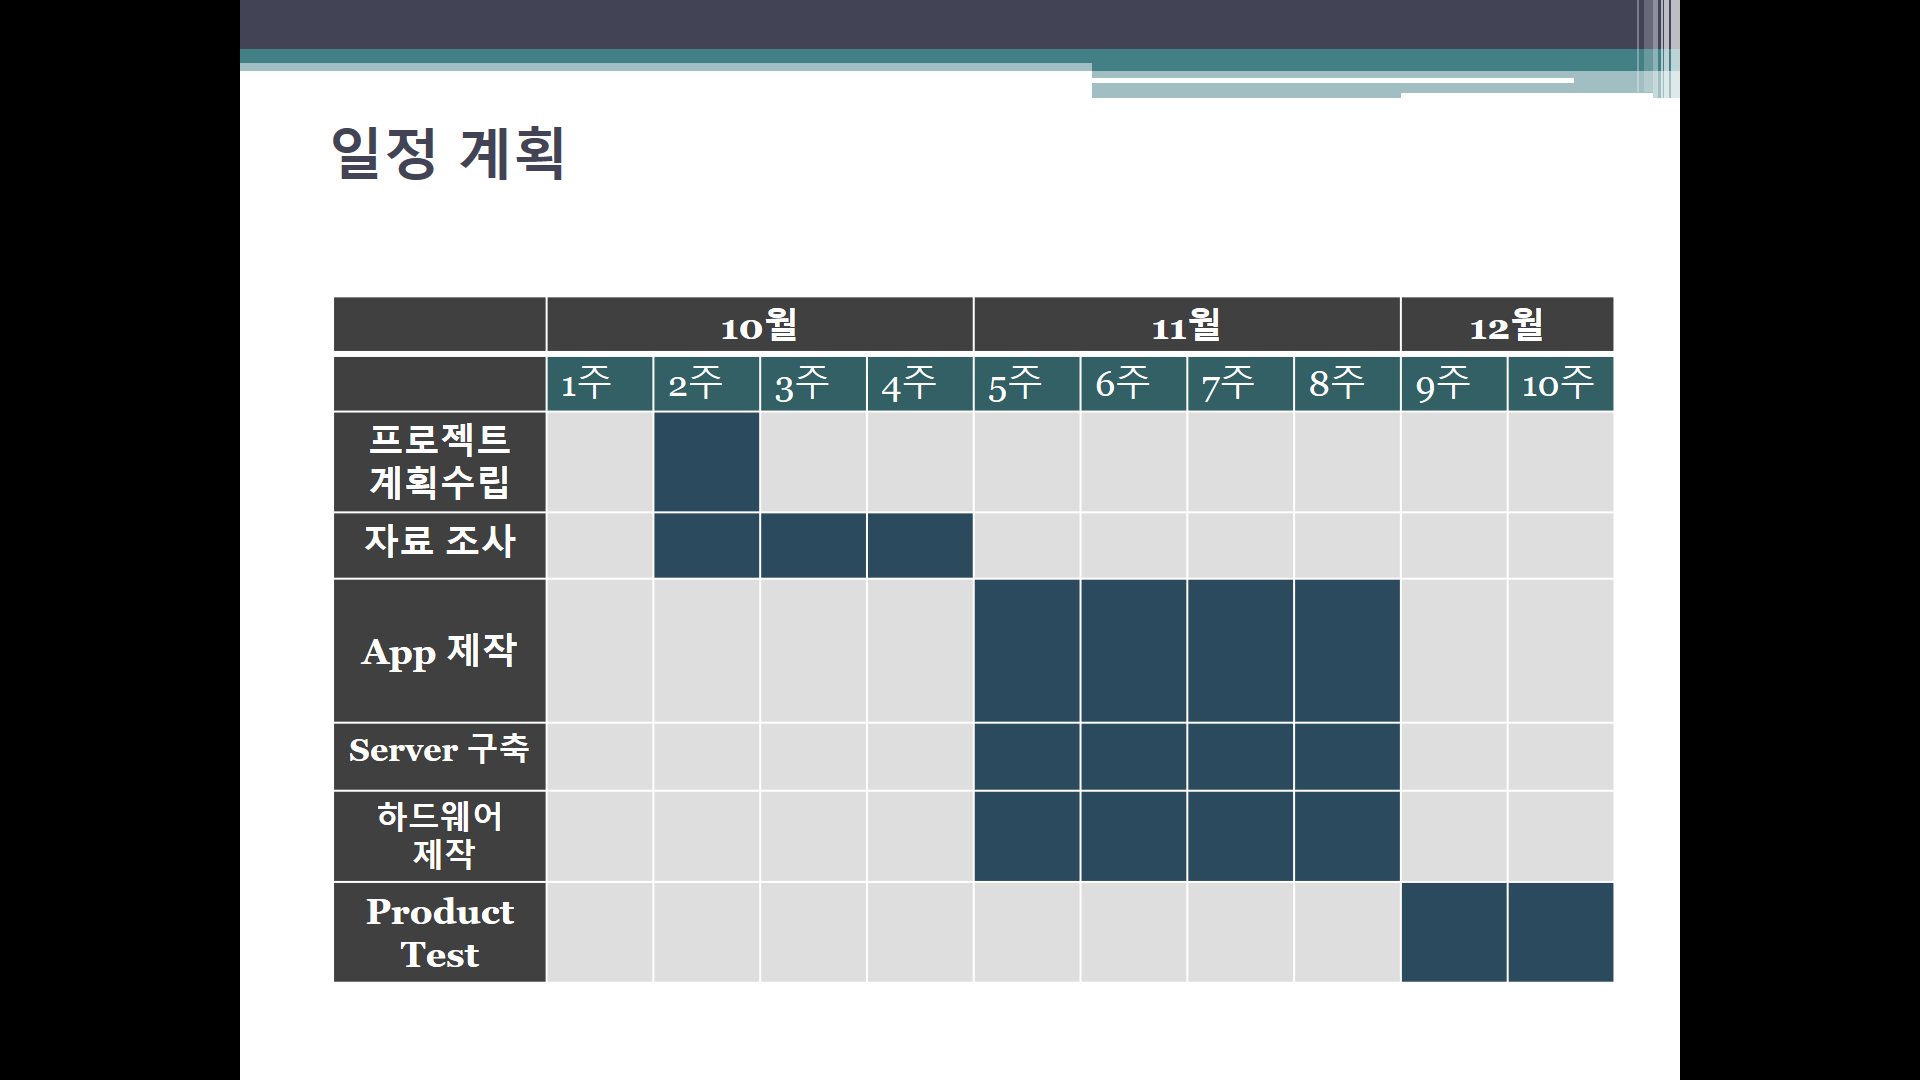 일정 계획
10월 11월 12월
1주 2주 3주 4주 5주 6주 7주 8주 9주 10주
프로젝트
계획수립
자료 조사
App 제작
Server 구축
하드웨어
제작
Product
Test